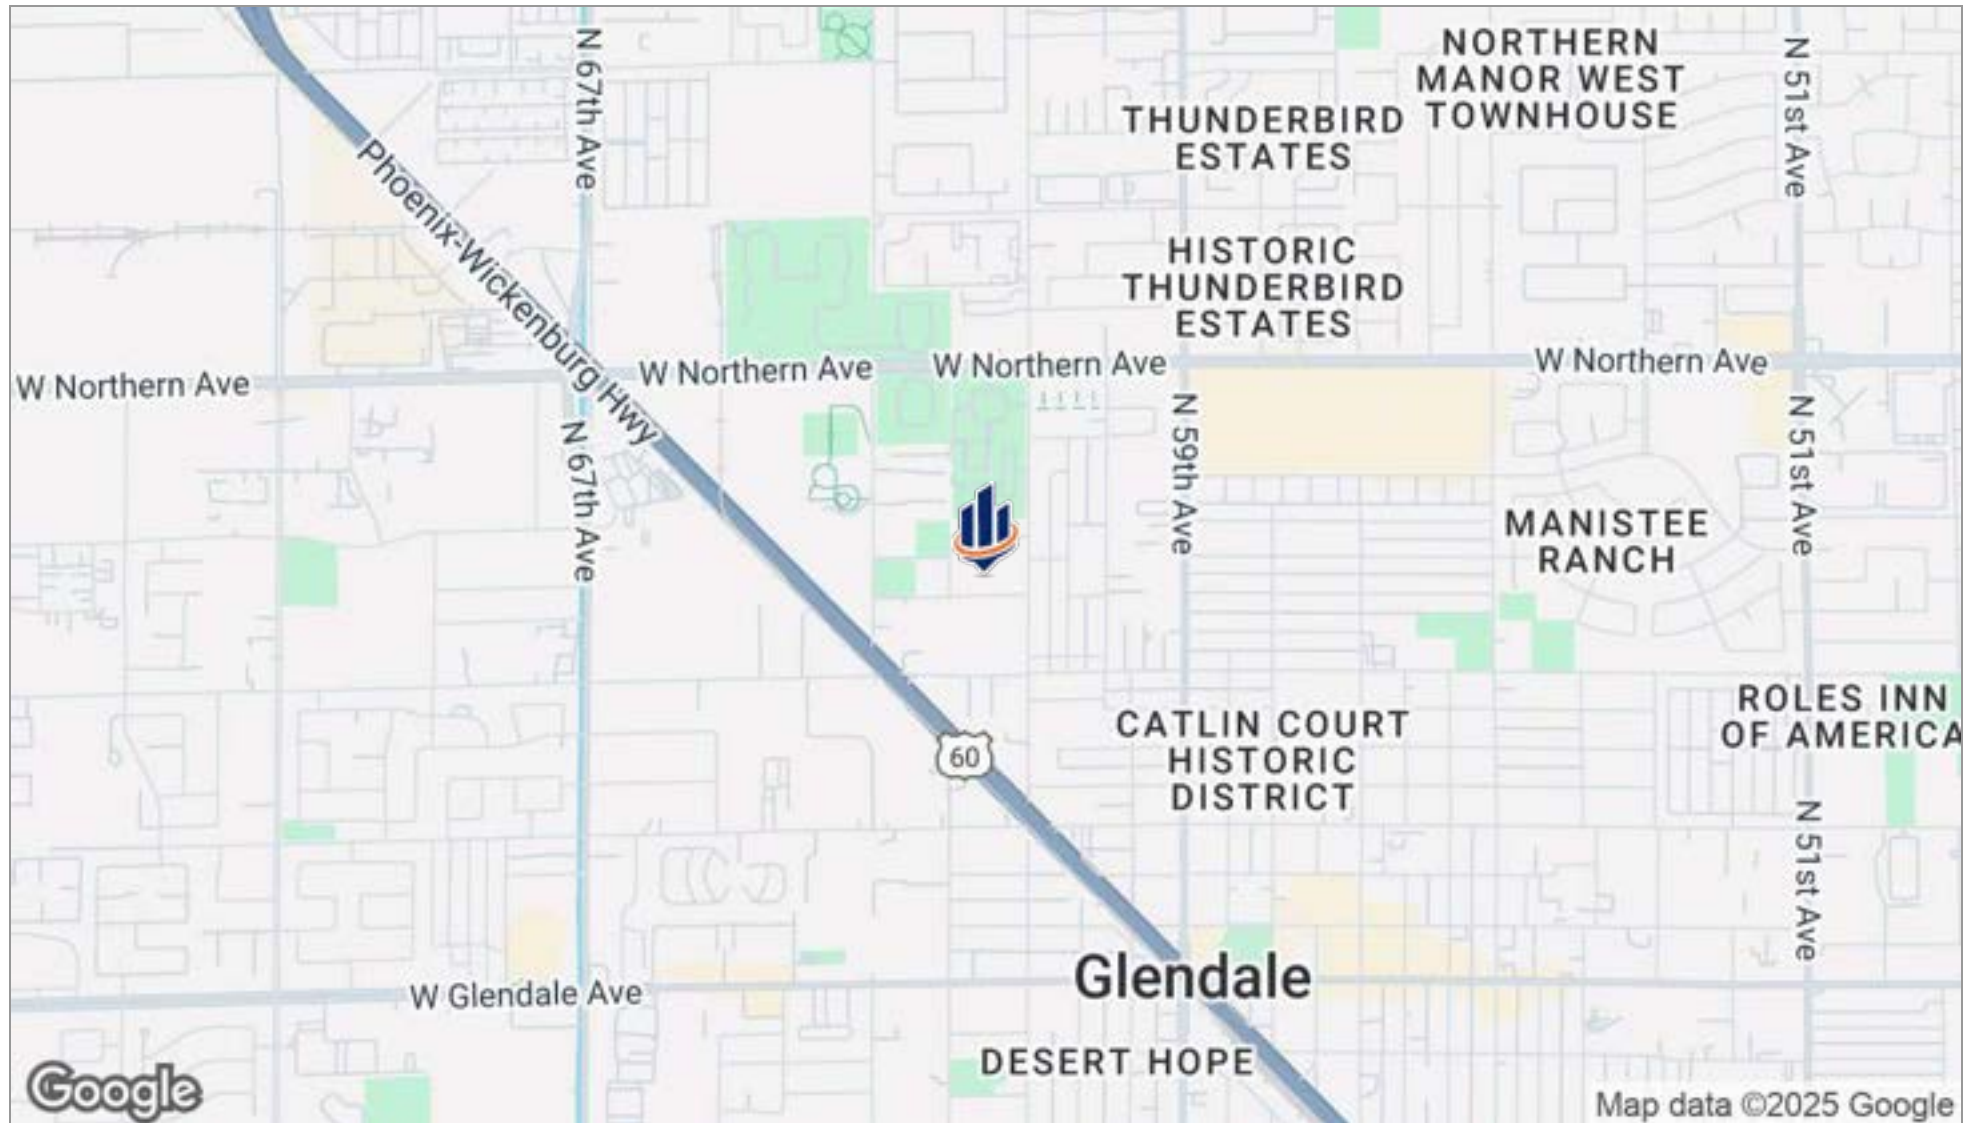 NORTHERN
MANOR WEST
TOWNHOUSE
N 67th Ave
N 51st Ave
THUNDERBIRD
ESTATES
Phoenix-Wickenburg Hwy
HISTORIC
THUNDERBIRD
ESTATES
W Northern Ave
W Northern Ave
W Northern Ave
W Northern Ave
N 67th Ave
N 59th Ave
N 51st Ave
MANISTEE
RANCH
ROLES INN
OF AMERICA
CATLIN COURT
HISTORIC
DISTRICT
60
N 51st Ave
Glendale
W Glendale Ave
DESERT HOPE
Google
Map data ©2025 Google